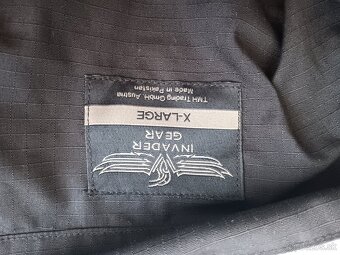 INVADER
GEAR
X-LARGE
TMH Trading GmbH, Austria
Made in Pakistan